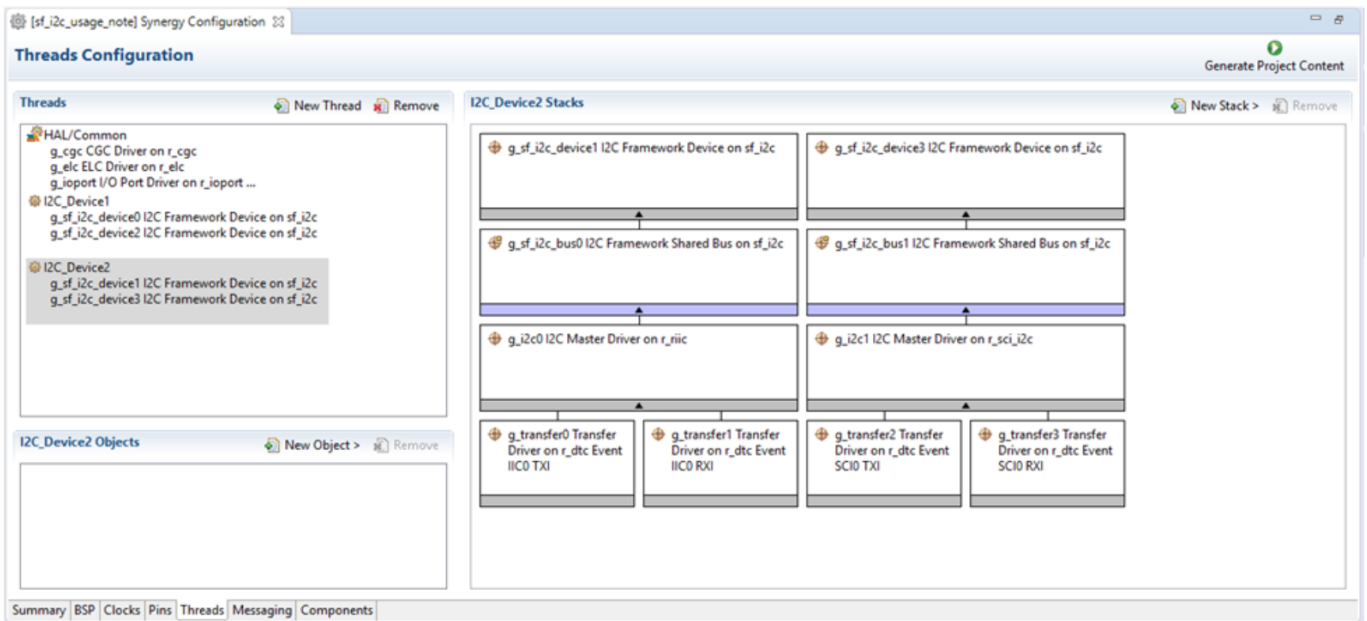 [sf_i2c_usage_note] Synergy Configuration
Threads Configuration
Generate Project Content
Threads
New Thread
Remove
HAL/Common
g_cgc CGC Driver on r_cgc
g_elc ELC Driver on r_elc
g_ioport I/O Port Driver on r_ioport ...
I2C_Device1
g_sf_i2c_device0 I2C Framework Device on sf_i2c
g_sf_i2c_device2 I2C Framework Device on sf_i2c
I2C_Device2
g_sf_i2c_device1 I2C Framework Device on sf_i2c
g_sf_i2c_device3 I2C Framework Device on sf_i2c
I2C_Device2 Objects
New Object >
Remove
I2C_Device2 Stacks
New Stack >
Remove
g_sf_i2c_device1 I2C Framework Device on sf_i2c
g_sf_i2c_device3 I2C Framework Device on sf_i2c
g_sf_i2c_bus0 I2C Framework Shared Bus on sf_i2c
g_sf_i2c_bus1 I2C Framework Shared Bus on sf_i2c
g_i2c0 I2C Master Driver on r_riic
g_i2c1 I2C Master Driver on r_sci_i2c
g_transfer0 Transfer
Driver on r_dtc Event
IIC0 TXI
g_transfer1 Transfer
Driver on r_dtc Event
IIC0 RXI
g_transfer2 Transfer
Driver on r_dtc Event
SCI0 TXI
g_transfer3 Transfer
Driver on r_dtc Event
SCI0 RXI
Summary BSP Clocks Pins Threads Messaging Components